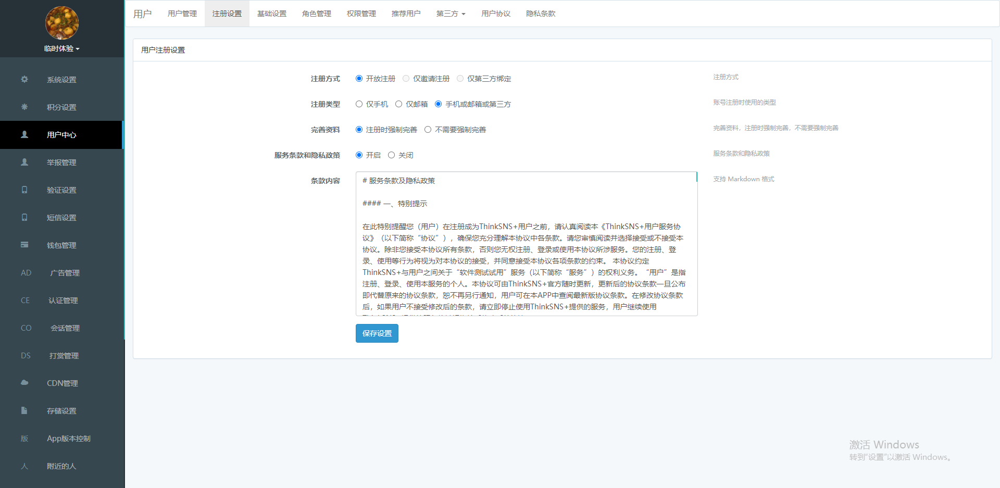 临时体验
系统设置
积分设置
用户中心
举报管理
验证设置
短信设置
钱包管理
AD 广告管理
CE 认证管理
CO 会话管理
DS 打赏管理
CDN管理
存储设置
版 App版本控制
人 附近的人
用户 用户管理 注册设置 基础设置 角色管理 权限管理 推荐用户 第三方 用户协议 隐私条款
用户注册设置
注册方式 开放注册 仅邀请注册 仅第三方绑定 注册方式
注册类型 仅手机 仅邮箱 手机或邮箱或第三方 账号注册时使用的类型
完善资料 注册时强制完善 不需要强制完善 完善资料，注册时强制完善，不需要强制完善
服务条款和隐私政策 开启 关闭 服务条款和隐私政策
条款内容 # 服务条款及隐私政策 支持 Markdown 格式
#### 一、特别提示
在此特别提醒您（用户）在注册成为ThinkSNS+用户之前，请认真阅读本《ThinkSNS+用户服务协
议》（以下简称“协议”），确保您充分理解本协议中各条款。请您审慎阅读并选择接受或不接受本
协议。除非您接受本协议所有条款，否则您无权注册、登录或使用本协议所涉服务。您的注册、登
录、使用等行为将视为对本协议的接受，并同意接受本协议各项条款的约束。 本协议约定
ThinkSNS+与用户之间关于“软件测试试用”服务（以下简称“服务”）的权利义务。“用户”是指
注册、登录、使用本服务的个人。本协议可由ThinkSNS+官方随时更新，更新后的协议条款一旦公布
即代替原来的协议条款，恕不再另行通知，用户可在本APP中查阅最新版协议条款。在修改协议条款
后，如果用户不接受修改后的条款，请立即停止使用ThinkSNS+提供的服务，用户继续使用
保存设置
激活 Windows
转到“设置”以激活 Windows。